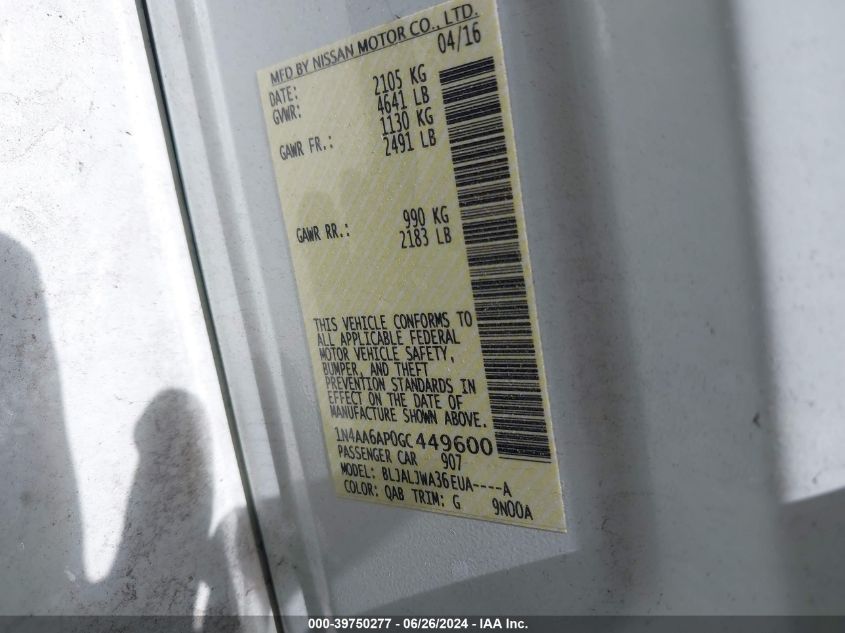 MFD BY NISSAN MOTOR CO., LTD.
DATE: 04/16
GVWR: 2105 KG
4641 LB
GAWR FR.: 1130 KG
2491 LB
GAWR RR.: 990 KG
2183 LB
THIS VEHICLE CONFORMS TO
ALL APPLICABLE FEDERAL
MOTOR VEHICLE SAFETY,
BUMPER, AND THEFT
PREVENTION STANDARDS IN
EFFECT ON THE DATE OF
MANUFACTURE SHOWN ABOVE.
1N4AA6AP0GC449600
PASSENGER CAR 907
MODEL: BLJALJWA36EUA----A
COLOR: QAB TRIM: G 9N00A
000-39750277 - 06/26/2024 - IAA Inc.